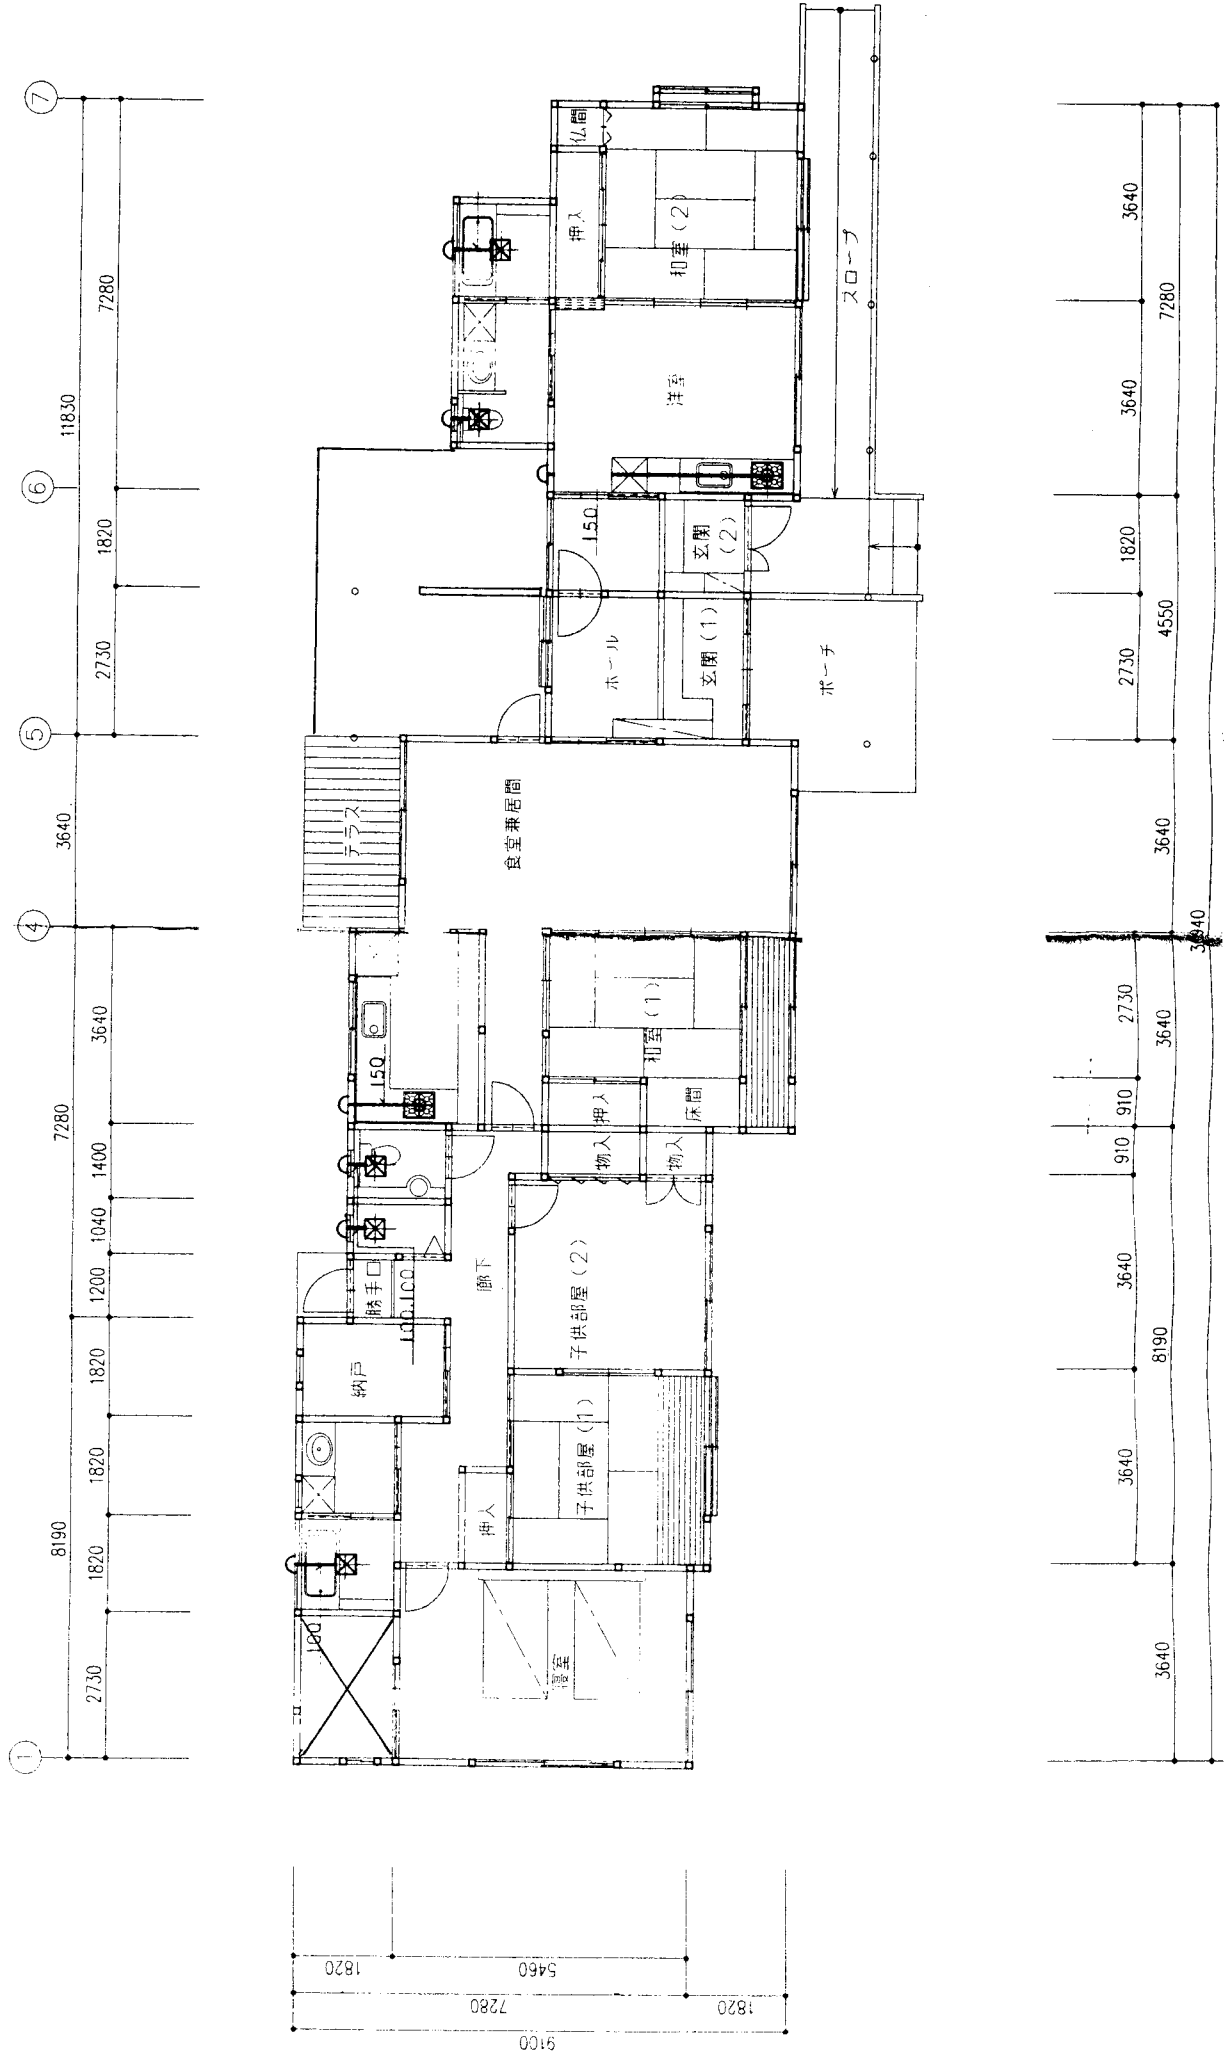 7
6
5
4
1
11830
7280
1820
2730
3640
7280
8190
3640
1400
1040
1200
1820
1820
1820
2730
仏間
押入
和室(2)
スロープ
洋室
150
玄関
(2)
ホール
玄関(1)
ポーチ
テラス
食堂兼居間
150
和室(1)
押入
床間
物入
物入
勝手口
100.100
廊下
子供部屋(2)
納戸
子供部屋(1)
押入
100
寝室
3640
3640
1820
2730
2730
910
910
3640
3640
7280
4550
3640
3640
8190
3640
1820
5460
7280
1820
9100